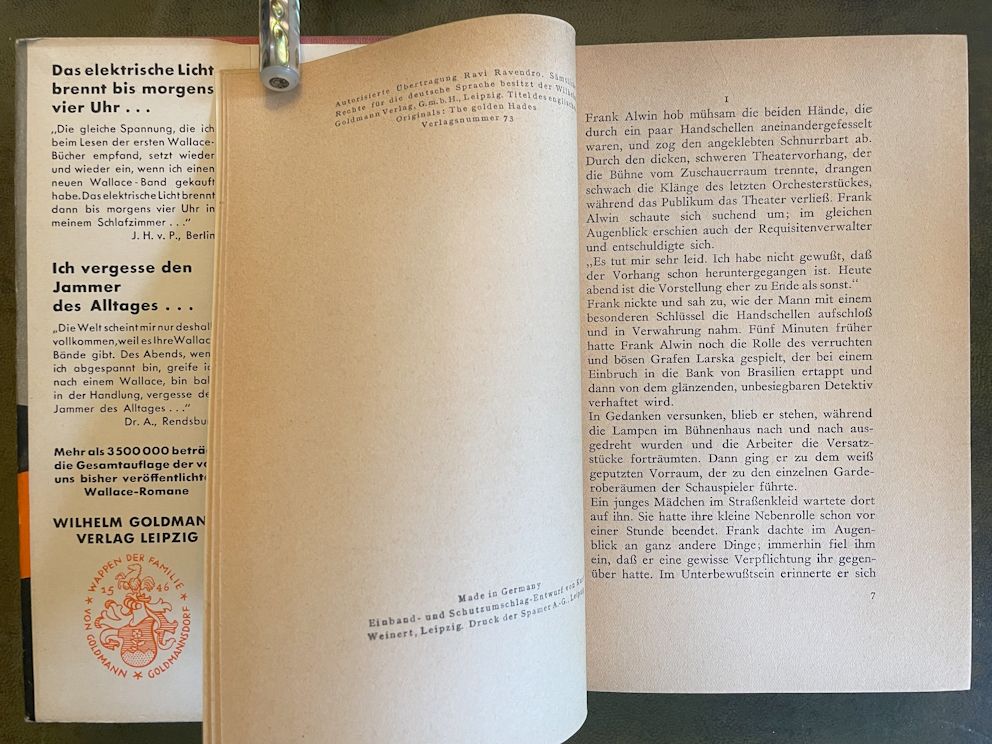 Das elektrische Licht
brennt bis morgens
vier Uhr . . .
„Die gleiche Spannung, die ich
beim Lesen der ersten Wallace-
Bücher empfand, setzt wieder
und wieder ein, wenn ich einen
neuen Wallace-Band gekauft
habe. Das elektrische Licht brennt
dann bis morgens vier Uhr in
meinem Schlafzimmer . . .“
J. H. v. P., Berlin
Ich vergesse den
Jammer
des Alltages . . .
„Die Welt scheint mir nur
vollkommen, weil es Ihre
Bände gibt. Des Abends,
ich abgespannt bin, greife
nach einem Wallace, bin
in der Handlung, vergesse
Jammer des Alltages . . .“
Dr. A.,
Mehr als 3500000
die Gesamtauflage der
uns bisher
Wallace-Romane
WILHELM
VERLAG LEIPZIG
WAPPEN DER FAMILIE
1546
VON GOLDMANN ★ GOLDMANNSDORF
Autorisierte Übertragung Ravi Ravendro.
Rechte für die deutsche Sprache besitzt der
Goldmann Verlag, G.m.b.H., Leipzig. Titel des
Originals: The golden Hades
Verlagsnummer 73
Made in Germany
Einband- und Schutzumschlag-Entwurf von
Weinert, Leipzig. Druck der Spamer A.-G.,
I
Frank Alwin hob mühsam die beiden Hände, die
durch ein paar Handschellen aneinandergefesselt
waren, und zog den angeklebten Schnurrbart ab.
Durch den dicken, schweren Theatervorhang, der
die Bühne vom Zuschauerraum trennte, drangen
schwach die Klänge des letzten Orchesterstückes,
während das Publikum das Theater verließ. Frank
Alwin schaute sich suchend um; im gleichen
Augenblick erschien auch der Requisitenverwalter
und entschuldigte sich.
„Es tut mir sehr leid. Ich habe nicht gewußt, daß
der Vorhang schon heruntergegangen ist. Heute
abend ist die Vorstellung eher zu Ende als sonst.“
Frank nickte und sah zu, wie der Mann mit einem
besonderen Schlüssel die Handschellen aufschloß
und in Verwahrung nahm. Fünf Minuten früher
hatte Frank Alwin noch die Rolle des verruchten
und bösen Grafen Larska gespielt, der bei einem
Einbruch in die Bank von Brasilien ertappt und
dann von dem glänzenden, unbesiegbaren Detektiv
verhaftet wird.
In Gedanken versunken, blieb er stehen, während
die Lampen im Bühnenhaus nach und nach aus-
gedreht wurden und die Arbeiter die Versatz-
stücke forträumten. Dann ging er zu dem weiß
geputzten Vorraum, der zu den einzelnen Garde-
roberäumen der Schauspieler führte.
Ein junges Mädchen im Straßenkleid wartete dort
auf ihn. Sie hatte ihre kleine Nebenrolle schon vor
einer Stunde beendet. Frank dachte im Augen-
blick an ganz andere Dinge; immerhin fiel ihm
ein, daß er eine gewisse Verpflichtung ihr gegen-
über hatte. Im Unterbewußtsein erinnerte er sich
7